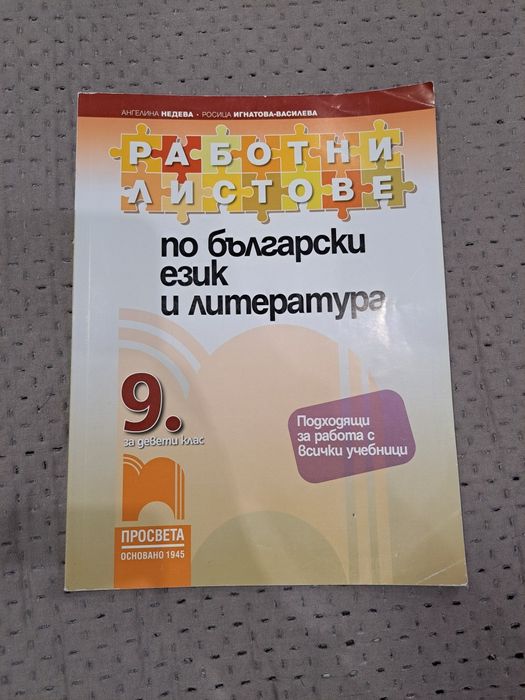 АНГЕЛИНА НЕДЕВА • РОСИЦА ИГНАТОВА-ВАСИЛЕВА
РАБОТНИ
ЛИСТОВЕ
по български
език
и литература
9.
за девети клас
Подходящи
за работа с
всички учебници
ПРОСВЕТА
ОСНОВАНО 1945